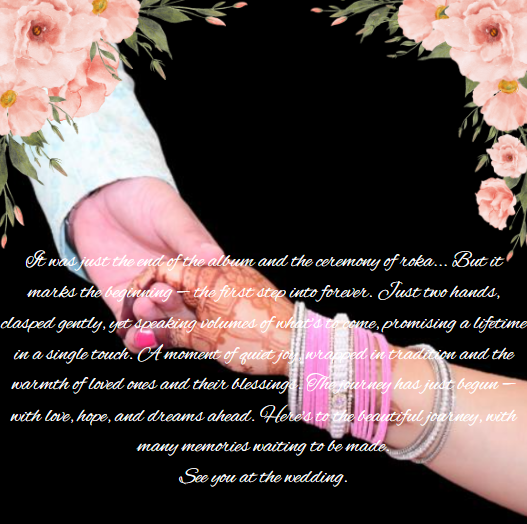 It was just the end of the album and the ceremony of roka... But it
marks the beginning — the first step into forever. Just two hands,
clasped gently, yet speaking volumes of what's to come, promising a lifetime
in a single touch. A moment of quiet joy, wrapped in tradition and the
warmth of loved ones and their blessings. The journey has just begun —
with love, hope, and dreams ahead. Here's to the beautiful journey, with
many memories waiting to be made.
See you at the wedding.